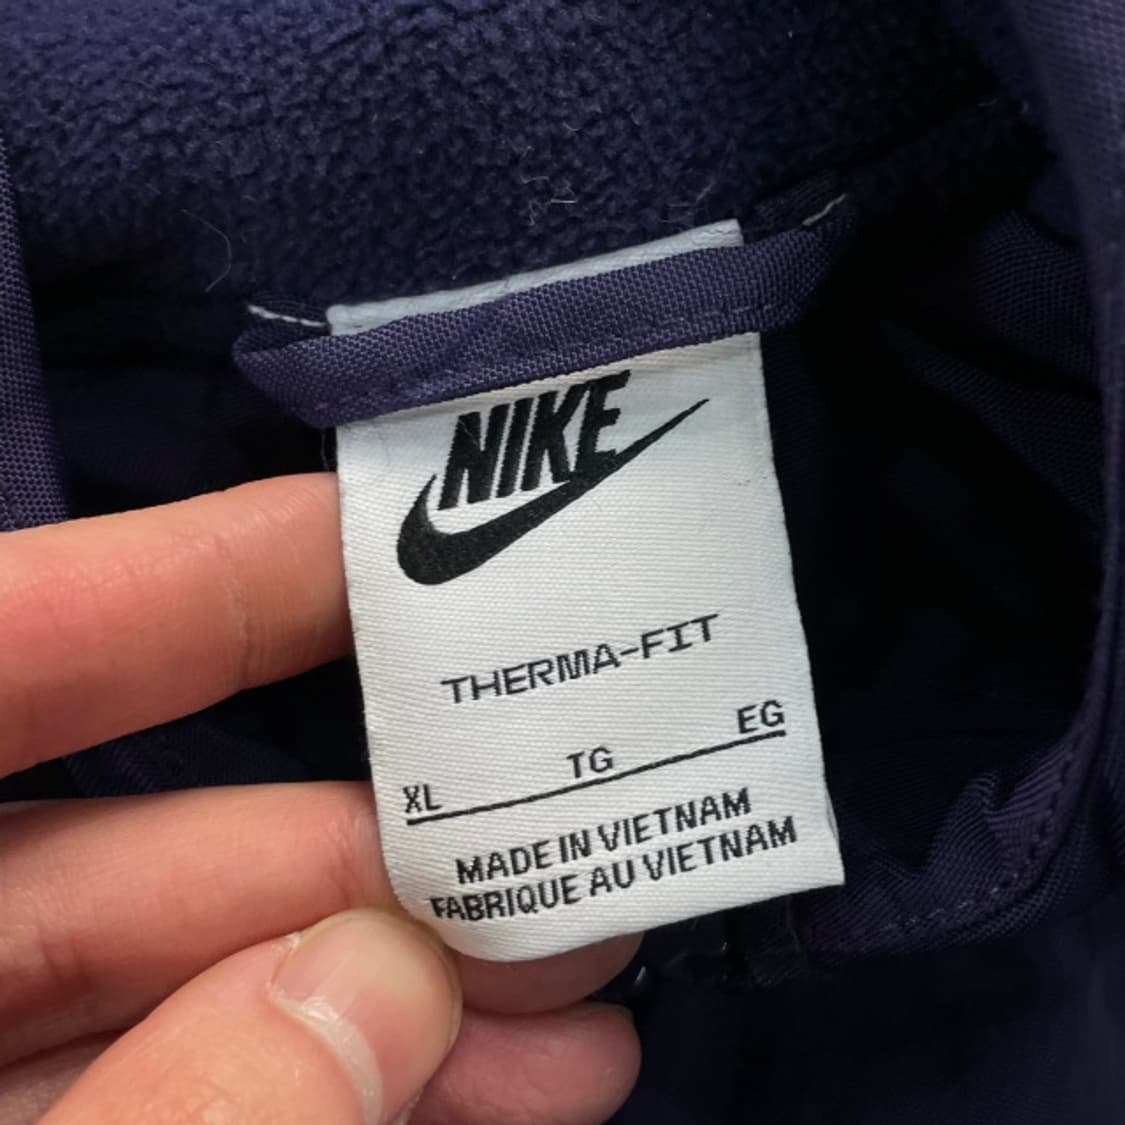 NIKE
THERMA-FIT
XL TG EG
MADE IN VIETNAM
FABRIQUE AU VIETNAM